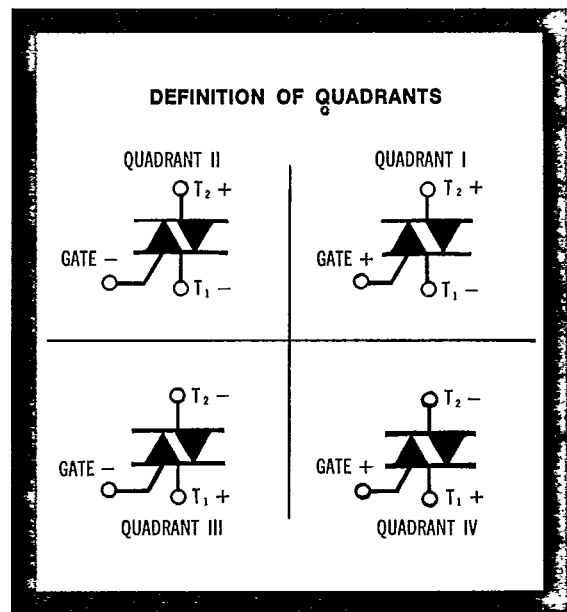 DEFINITION OF QUADRANTS
QUADRANT II
T₂ +
GATE −
T₁ −
QUADRANT I
T₂ +
GATE +
T₁ −
T₂ −
GATE −
T₁ +
QUADRANT III
T₂ −
GATE +
T₁ +
QUADRANT IV